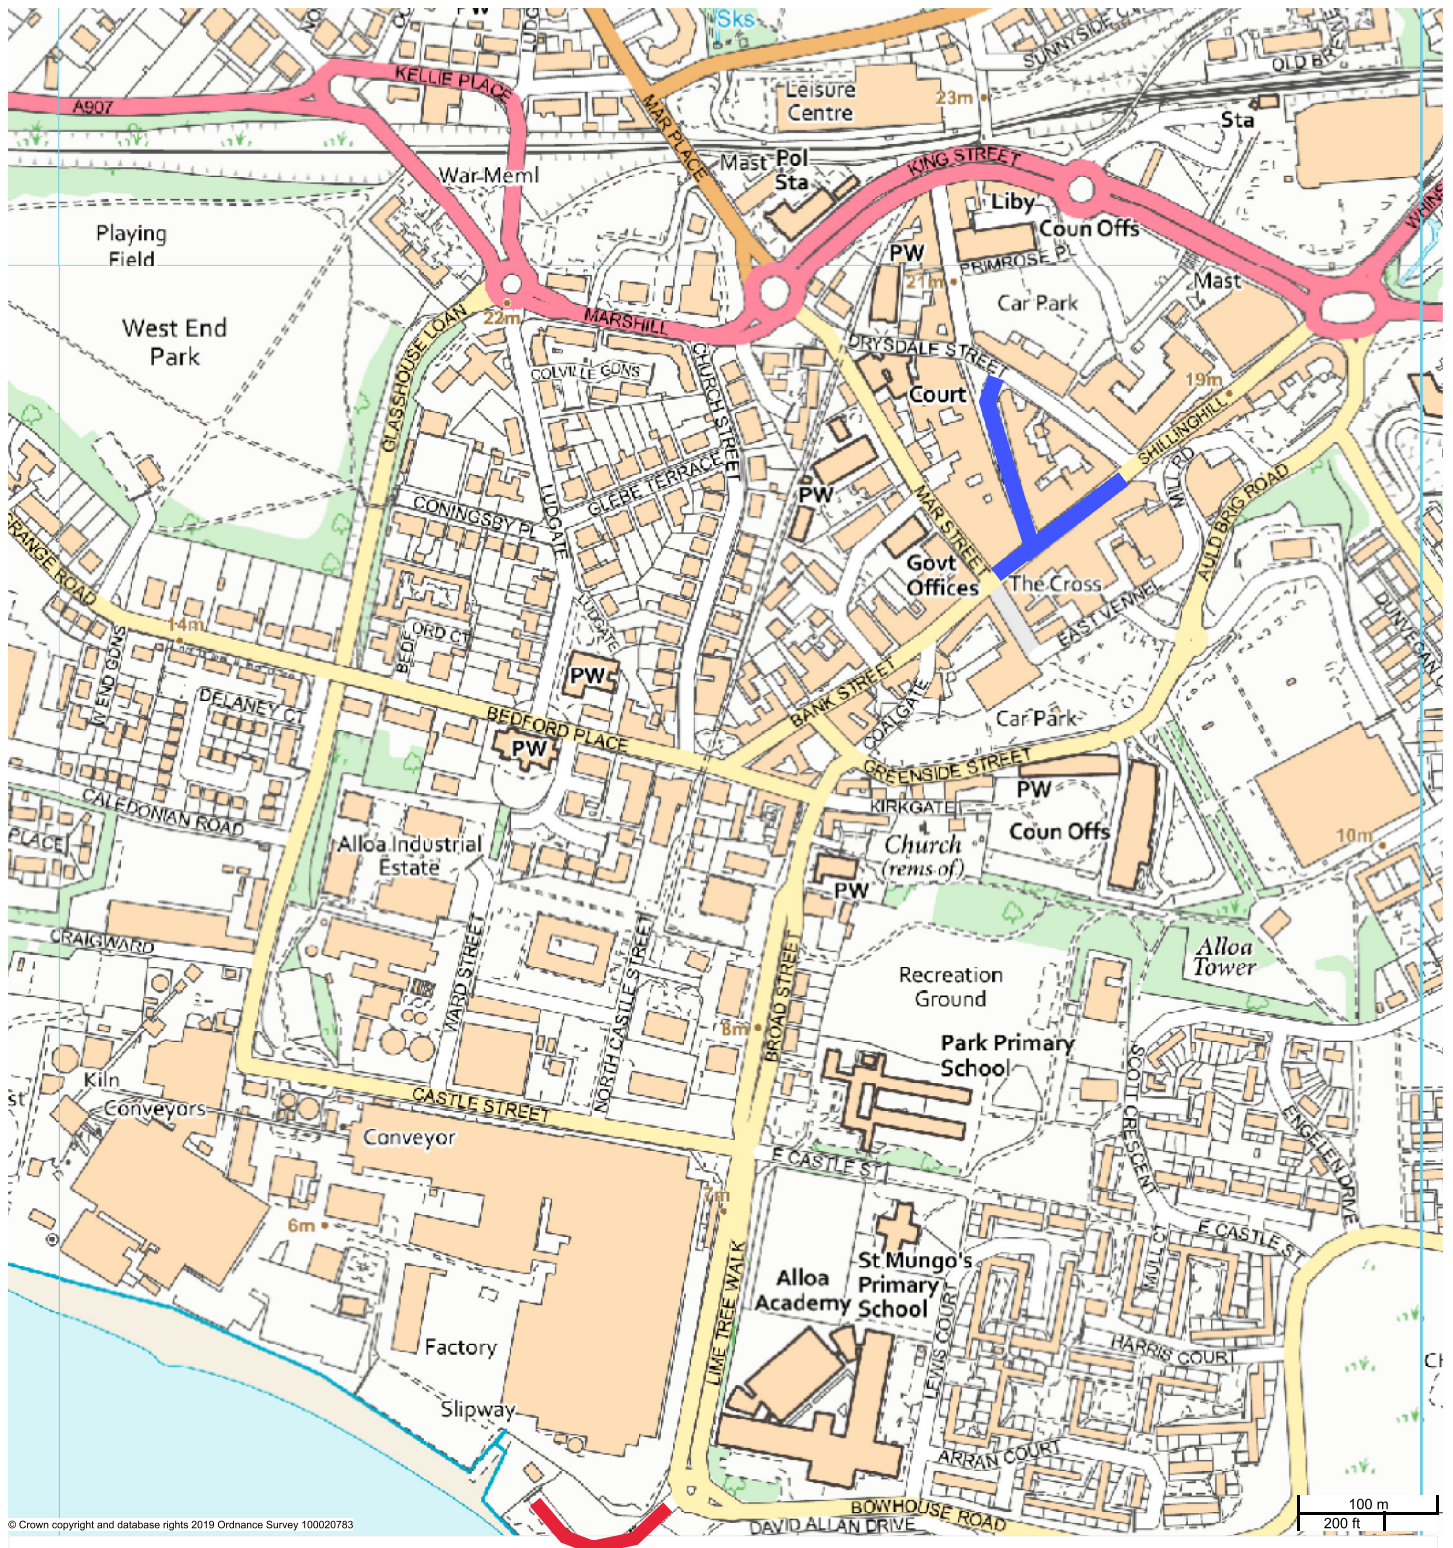 PW
Sks
SUNNYSIDE
KELLIE PLACE
A907
MAR PLACE
Leisure
Centre
23m
Sta
War Meml
Mast
Pol
Sta
KING STREET
Liby
Coun Offs
Playing
Field
PW
PRIMROSE PL
21m
Mast
Car Park
West End
Park
GLASSHOUSE LOAN
22m
MARSHILL
COLVILLE GDNS
CHURCH STREET
DRYSDALE STREET
Court
19m
SHILLINGHILL
MILL RD
GLEBE TERRACE
CONINGSBY PL
LUDGATE
PW
MAR STREET
AULD BRIG ROAD
Govt
Offices
The Cross
EAST VENNEL
GRANGE ROAD
14m
LUDGATE
BEDFORD CT
W END GDNS
DELANEY CT
PW
BANK STREET
COALGATE
Car Park
BEDFORD PLACE
PW
GREENSIDE STREET
CALEDONIAN ROAD
PLACE
KIRKGATE
PW
Coun Offs
10m
Church
(rems of)
Alloa Industrial
Estate
PW
CRAIGWARD
WARD STREET
NORTH CASTLE STREET
BROAD STREET
Alloa
Tower
Recreation
Ground
8m
Park Primary
School
Kiln
Conveyors
CASTLE STREET
Conveyor
SCOTT CRESCENT
ENGELEN DRIVE
E CASTLE ST
7m
6m
E CASTLE ST
LIME TREE WALK
Alloa
Academy
St Mungo's
Primary
School
MULL CT
LEWIS COURT
HARRIS COURT
Factory
Slipway
ARRAN COURT
BOWHOUSE ROAD
DAVID ALLAN DRIVE
100 m
200 ft
© Crown copyright and database rights 2019 Ordnance Survey 100020783